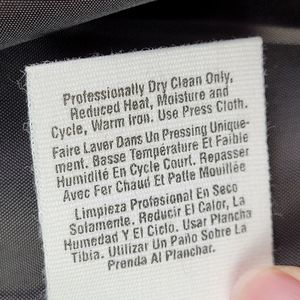 Professionally Dry Clean Only,
Reduced Heat, Moisture and
Cycle, Warm Iron. Use Press Cloth.
Faire Laver Dans Un Pressing Unique-
ment. Basse Température Et Faible
Humidité En Cycle Court. Repasser
Avec Fer Chaud Et Patte Mouillée
Limpieza Profesional En Seco
Solamente. Reducir El Calor, La
Humedad Y El Ciclo. Usar Plancha
Tibia. Utilizar Un Paño Sobre La
Prenda Al Planchar.